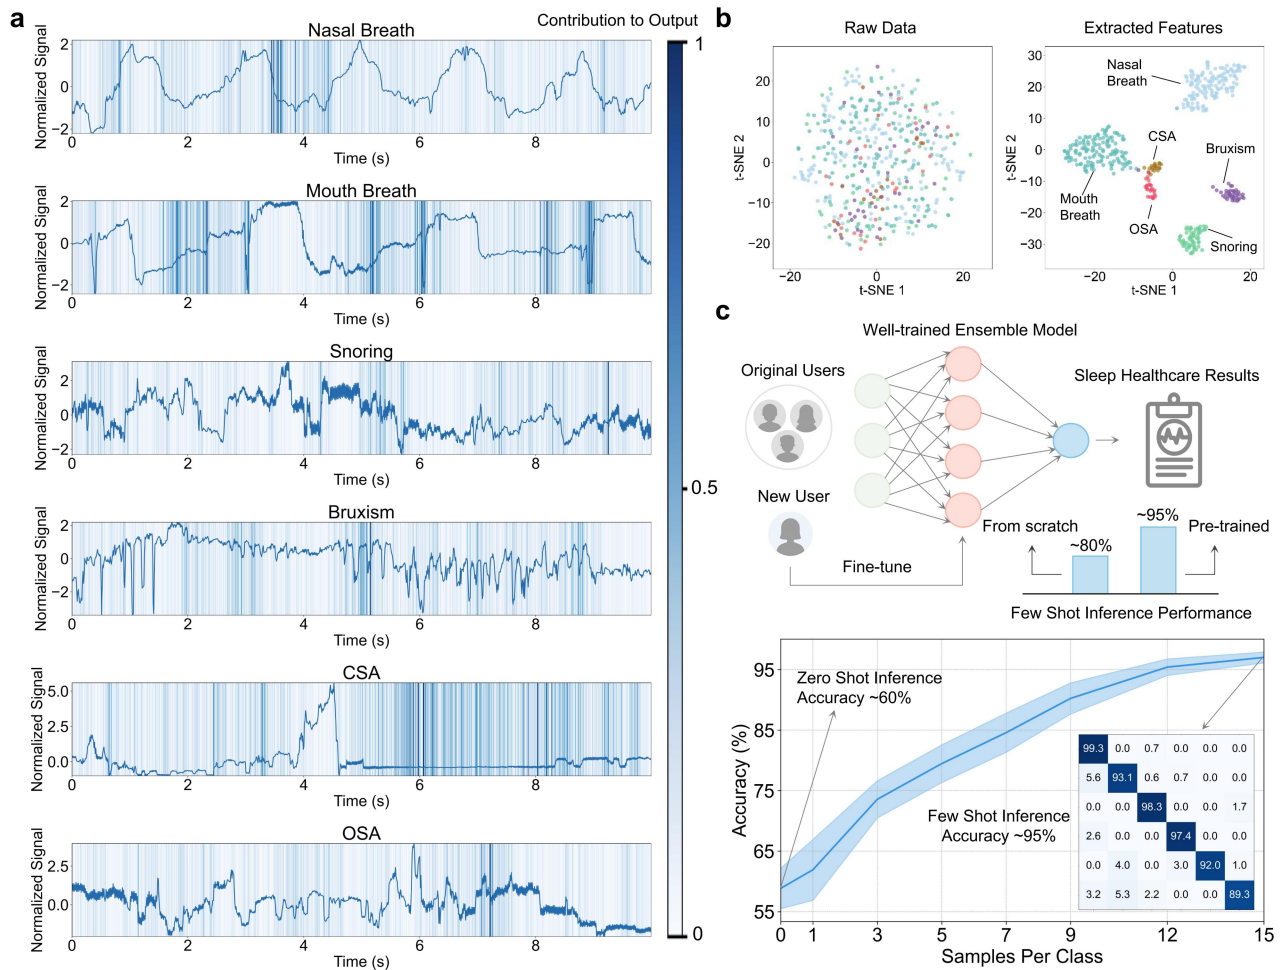 a
Contribution to Output
Nasal Breath
Normalized Signal
2
0
−2
0
2
4
6
8
Time (s)
Mouth Breath
Normalized Signal
2
0
−2
0
2
4
6
8
Time (s)
Snoring
Normalized Signal
2
0
−2
0
2
4
6
8
Time (s)
Bruxism
Normalized Signal
2
0
−2
0
2
4
6
8
Time (s)
CSA
Normalized Signal
5.0
2.5
0.0
0
2
4
6
8
Time (s)
OSA
Normalized Signal
2.5
0.0
0
2
4
6
8
Time (s)
1
0.5
0
b
Raw Data
t-SNE 2
20
10
0
−10
−20
−20
0
20
t-SNE 1
Extracted Features
t-SNE 2
30
20
10
0
−10
−20
−30
−20
0
20
t-SNE 1
Nasal
Breath
CSA
Bruxism
Mouth
Breath
OSA
Snoring
c
Well-trained Ensemble Model
Original Users
Sleep Healthcare Results
New User
Fine-tune
From scratch
~80%
~95%
Pre-trained
Few Shot Inference Performance
Accuracy (%)
95
85
75
65
55
Zero Shot Inference
Accuracy ~60%
Few Shot Inference
Accuracy ~95%
99.3 0.0 0.7 0.0 0.0 0.0
5.6 93.1 0.6 0.7 0.0 0.0
0.0 0.0 98.3 0.0 0.0 1.7
2.6 0.0 0.0 97.4 0.0 0.0
0.0 4.0 0.0 3.0 92.0 1.0
3.2 5.3 2.2 0.0 0.0 89.3
0
1
3
5
7
9
12
15
Samples Per Class